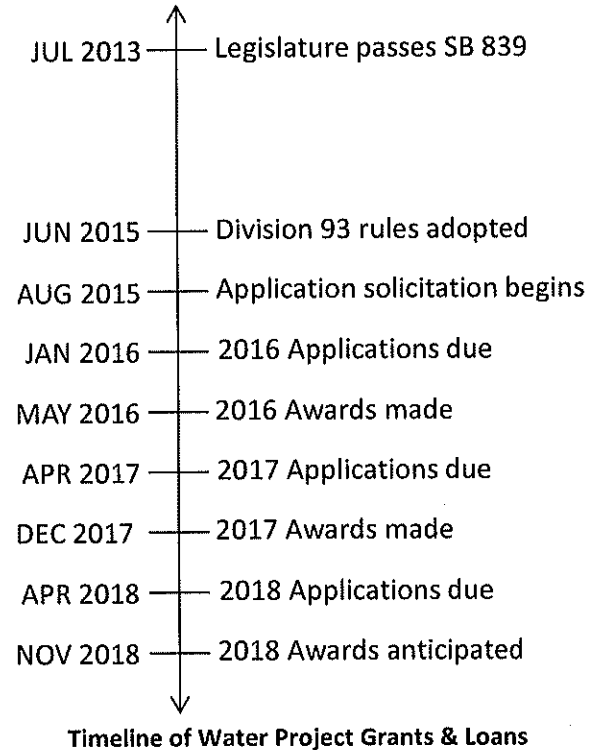 JUL 2013 Legislature passes SB 839
JUN 2015 Division 93 rules adopted
AUG 2015 Application solicitation begins
JAN 2016 2016 Applications due
MAY 2016 2016 Awards made
APR 2017 2017 Applications due
DEC 2017 2017 Awards made
APR 2018 2018 Applications due
NOV 2018 2018 Awards anticipated
Timeline of Water Project Grants & Loans